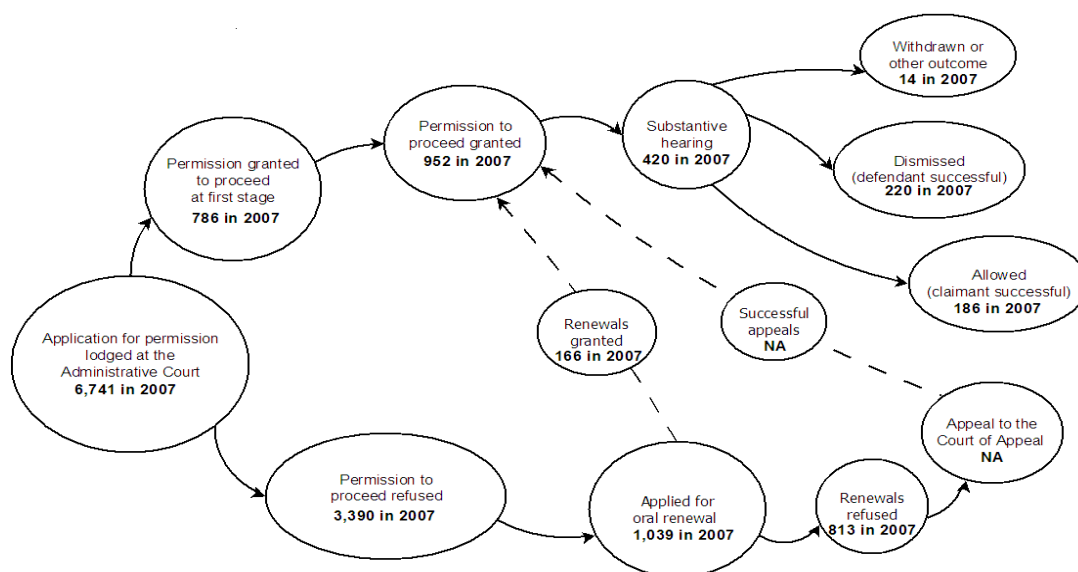 Withdrawn or
other outcome
14 in 2007
Permission to
proceed granted
952 in 2007
Substantive
hearing
420 in 2007
Dismissed
(defendant successful)
220 in 2007
Permission granted
to proceed
at first stage
786 in 2007
Allowed
(claimant successful)
186 in 2007
Application for permission
lodged at the
Administrative Court
6,741 in 2007
Renewals
granted
166 in 2007
Successful
appeals
NA
Appeal to the
Court of Appeal
NA
Permission to
proceed refused
3,390 in 2007
Applied for
oral renewal
1,039 in 2007
Renewals
refused
813 in 2007